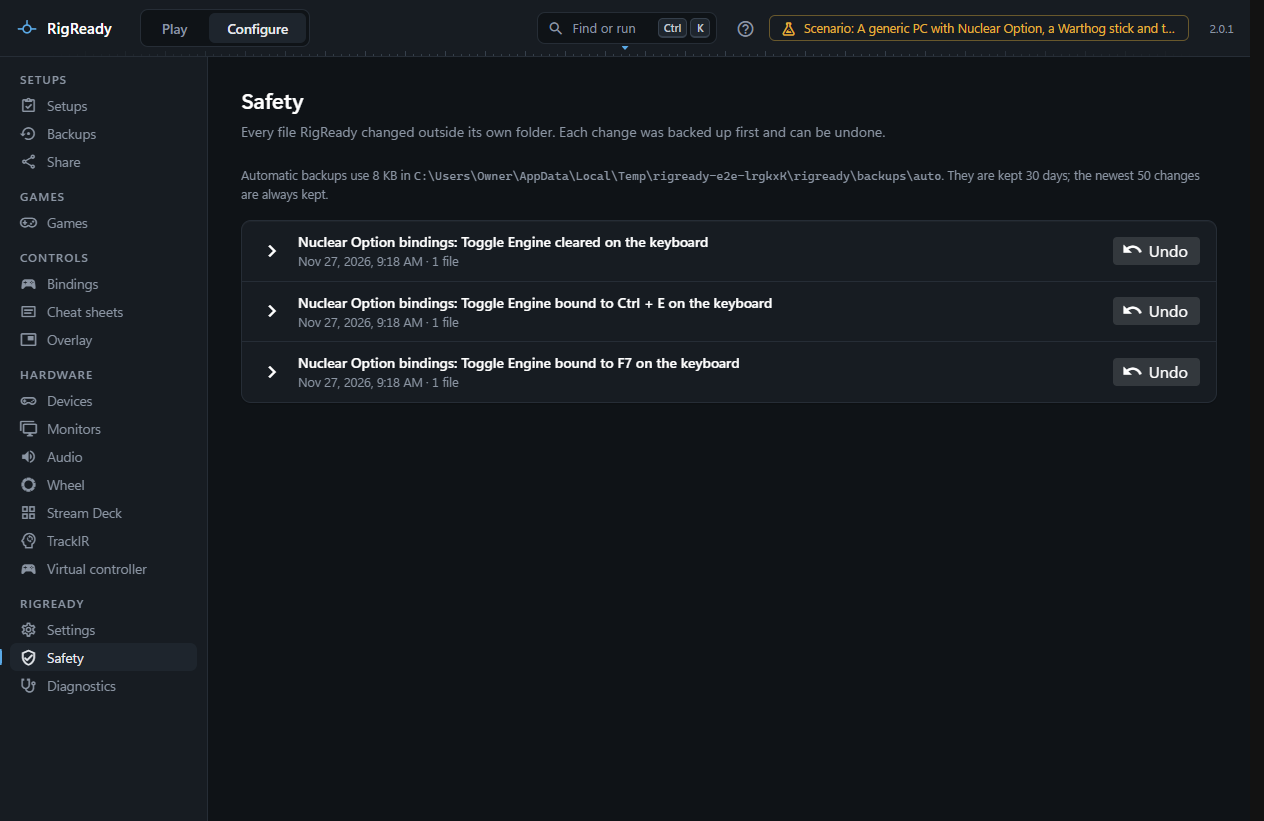 RigReady
Play
Configure
Find or run
Ctrl
K
Scenario: A generic PC with Nuclear Option, a Warthog stick and t...
2.0.1
SETUPS
Setups
Backups
Share
GAMES
Games
CONTROLS
Bindings
Cheat sheets
Overlay
HARDWARE
Devices
Monitors
Audio
Wheel
Stream Deck
TrackIR
Virtual controller
RIGREADY
Settings
Safety
Diagnostics
Safety
Every file RigReady changed outside its own folder. Each change was backed up first and can be undone.
Automatic backups use 8 KB in C:\Users\Owner\AppData\Local\Temp\rigready-e2e-lrgkxK\rigready\backups\auto. They are kept 30 days; the newest 50 changes
are always kept.
Nuclear Option bindings: Toggle Engine cleared on the keyboard
Nov 27, 2026, 9:18 AM · 1 file
Undo
Nuclear Option bindings: Toggle Engine bound to Ctrl + E on the keyboard
Nov 27, 2026, 9:18 AM · 1 file
Undo
Nuclear Option bindings: Toggle Engine bound to F7 on the keyboard
Nov 27, 2026, 9:18 AM · 1 file
Undo